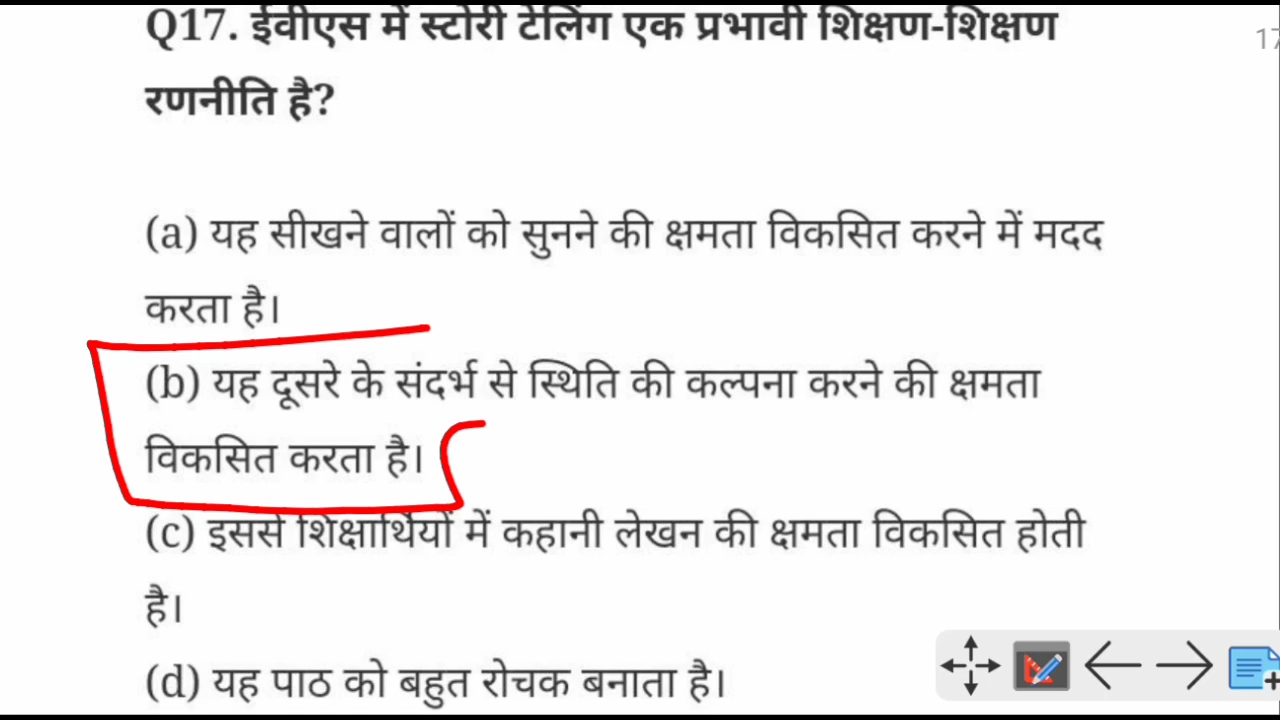 Q17. ईवीएस में स्टोरी टेलिंग एक प्रभावी शिक्षण-शिक्षण
17
रणनीति है?
(a) यह सीखने वालों को सुनने की क्षमता विकसित करने में मदद
करता है।
(b) यह दूसरे के संदर्भ से स्थिति की कल्पना करने की क्षमता
विकसित करता है।
(c) इससे शिक्षार्थियों में कहानी लेखन की क्षमता विकसित होती
है।
(d) यह पाठ को बहुत रोचक बनाता है।